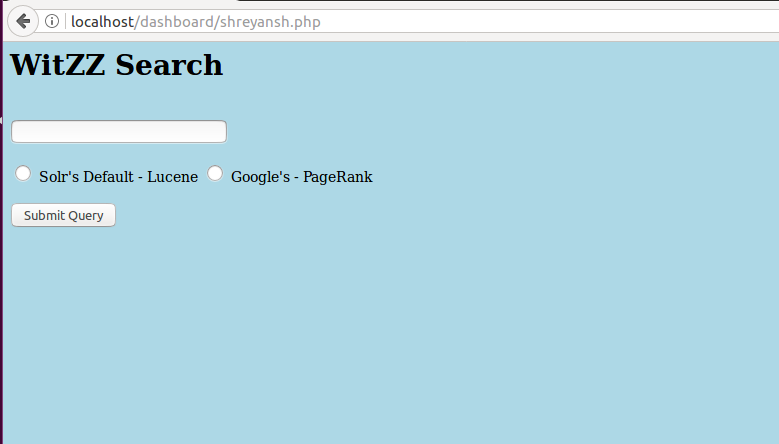 localhost/dashboard/shreyansh.php
WitZZ Search
Solr's Default - Lucene Google's - PageRank
Submit Query